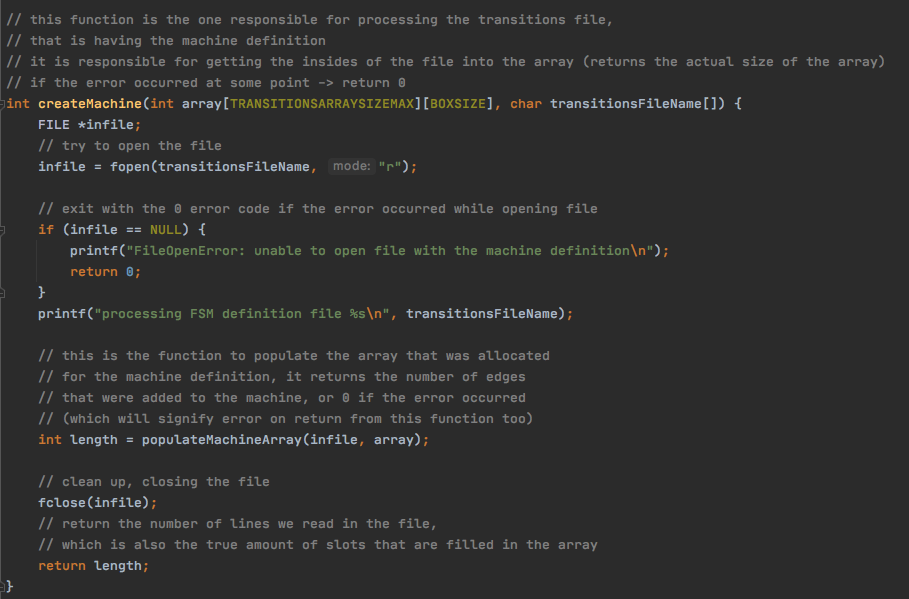 // this function is the one responsible for processing the transitions file,
// that is having the machine definition
// it is responsible for getting the insides of the file into the array (returns the actual size of the array)
// if the error occurred at some point -> return 0
int createMachine(int array[TRANSITIONSARRAYSIZEMAX][BOXSIZE], char transitionsFileName[]) {
    FILE *infile;
    // try to open the file
    infile = fopen(transitionsFileName, mode: "r");

    // exit with the 0 error code if the error occurred while opening file
    if (infile == NULL) {
        printf("FileOpenError: unable to open file with the machine definition\n");
        return 0;
    }
    printf("processing FSM definition file %s\n", transitionsFileName);

    // this is the function to populate the array that was allocated
    // for the machine definition, it returns the number of edges
    // that were added to the machine, or 0 if the error occurred
    // (which will signify error on return from this function too)
    int length = populateMachineArray(infile, array);

    // clean up, closing the file
    fclose(infile);
    // return the number of lines we read in the file,
    // which is also the true amount of slots that are filled in the array
    return length;
}